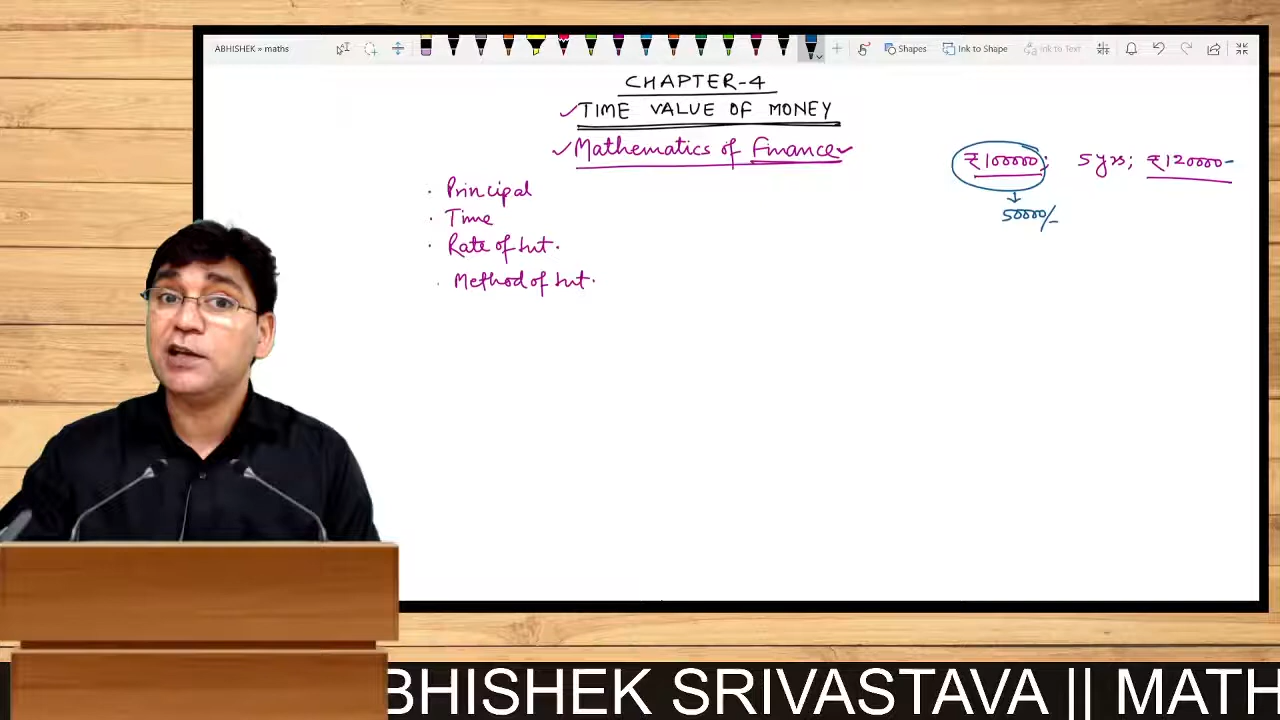 ABHISHEK » maths
Shapes
Ink to Shape
Ink to Text
CHAPTER-4
TIME VALUE OF MONEY
Mathematics of Finance
₹100000; 5 yrs; ₹120000-
50000/-
· Principal
· Time
· Rate of Int.
· Method of Int.
BHISHEK SRIVASTAVA || MATH